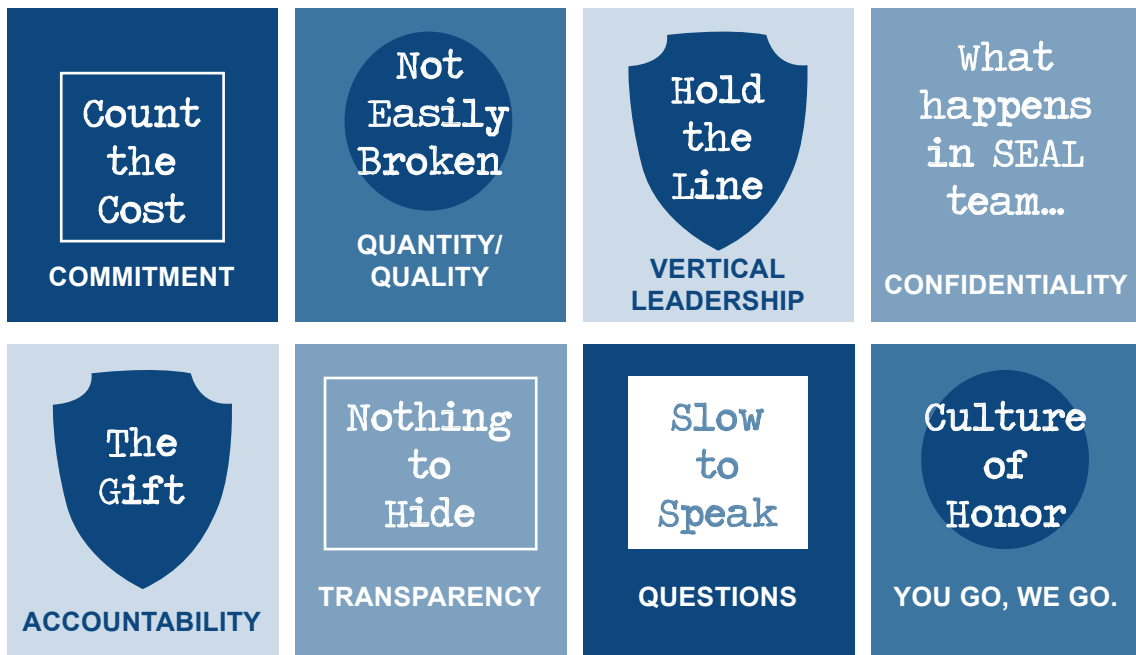 Count
the
Cost
COMMITMENT
Not
Easily
Broken
QUANTITY/
QUALITY
Hold
the
Line
VERTICAL
LEADERSHIP
What
happens
in SEAL
team…
CONFIDENTIALITY
The
Gift
ACCOUNTABILITY
Nothing
to
Hide
TRANSPARENCY
Slow
to
Speak
QUESTIONS
Culture
of
Honor
YOU GO, WE GO.